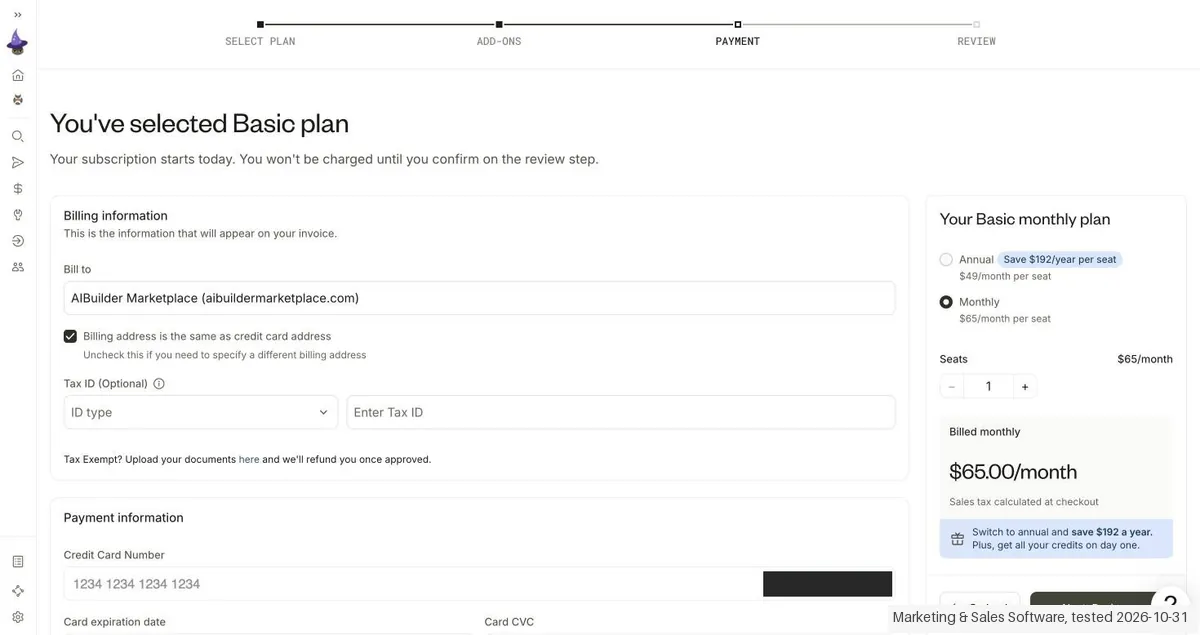 SELECT PLAN
ADD-ONS
PAYMENT
REVIEW
You've selected Basic plan
Your subscription starts today. You won't be charged until you confirm on the review step.
Billing information
This is the information that will appear on your invoice.
Bill to
AIBuilder Marketplace (aibuildermarketplace.com)
Billing address is the same as credit card address
Uncheck this if you need to specify a different billing address
Tax ID (Optional)
ID type
Enter Tax ID
Tax Exempt? Upload your documents here and we'll refund you once approved.
Payment information
Credit Card Number
1234 1234 1234 1234
Card expiration date
Card CVC
Your Basic monthly plan
Annual Save $192/year per seat
$49/month per seat
Monthly
$65/month per seat
Seats $65/month
− 1 +
Billed monthly
$65.00/month
Sales tax calculated at checkout
Switch to annual and save $192 a year.
Plus, get all your credits on day one.
?
Marketing & Sales Software, tested 2026-10-31